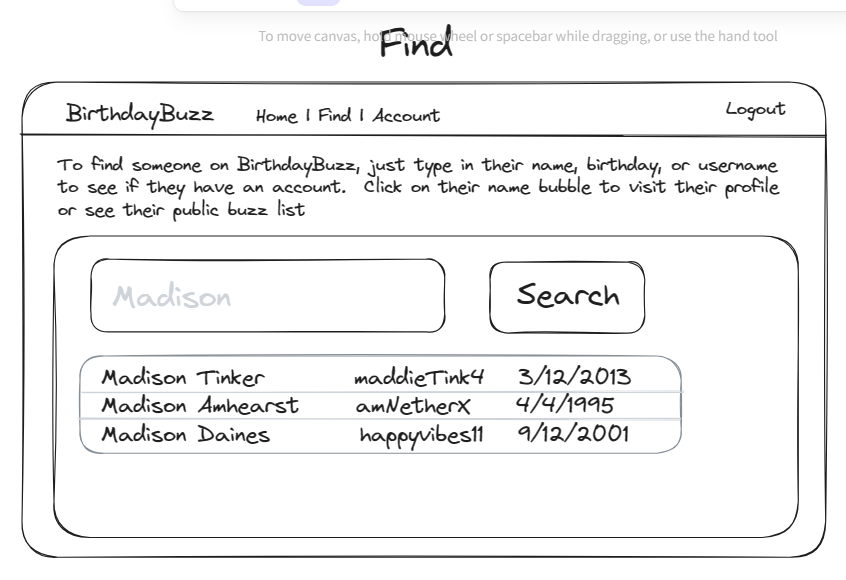 To move canvas, hold mouse wheel or spacebar while dragging, or use the hand tool
Find
BirthdayBuzz Home | Find | Account Logout
To find someone on BirthdayBuzz, just type in their name, birthday, or username
to see if they have an account. Click on their name bubble to visit their profile
or see their public buzz list
Madison Search
Madison Tinker maddieTink4 3/12/2013
Madison Amhearst amNetherX 4/4/1995
Madison Daines happyvibes11 9/12/2001